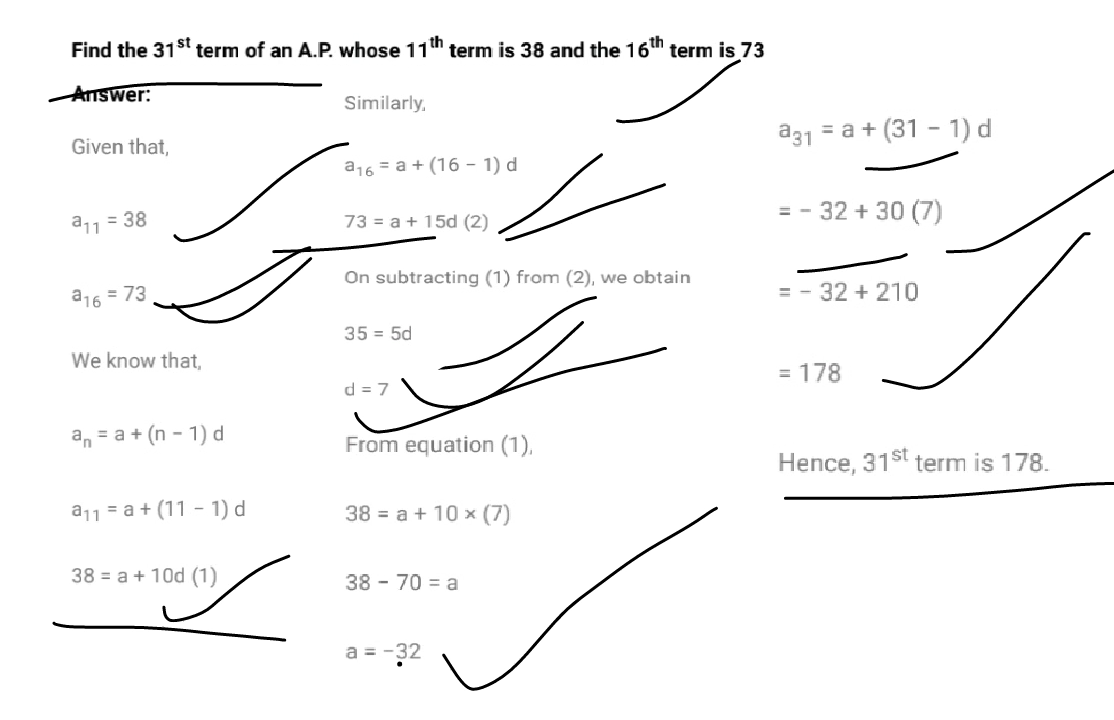 Find the 31st term of an A.P. whose 11th term is 38 and the 16th term is 73
Answer:
Given that,
a11 = 38
a16 = 73
We know that,
an = a + (n − 1) d
a11 = a + (11 − 1) d
38 = a + 10d (1)
Similarly,
a16 = a + (16 − 1) d
73 = a + 15d (2)
On subtracting (1) from (2), we obtain
35 = 5d
d = 7
From equation (1),
38 = a + 10 × (7)
38 − 70 = a
a = −32
a31 = a + (31 − 1) d
= − 32 + 30 (7)
= − 32 + 210
= 178
Hence, 31st term is 178.